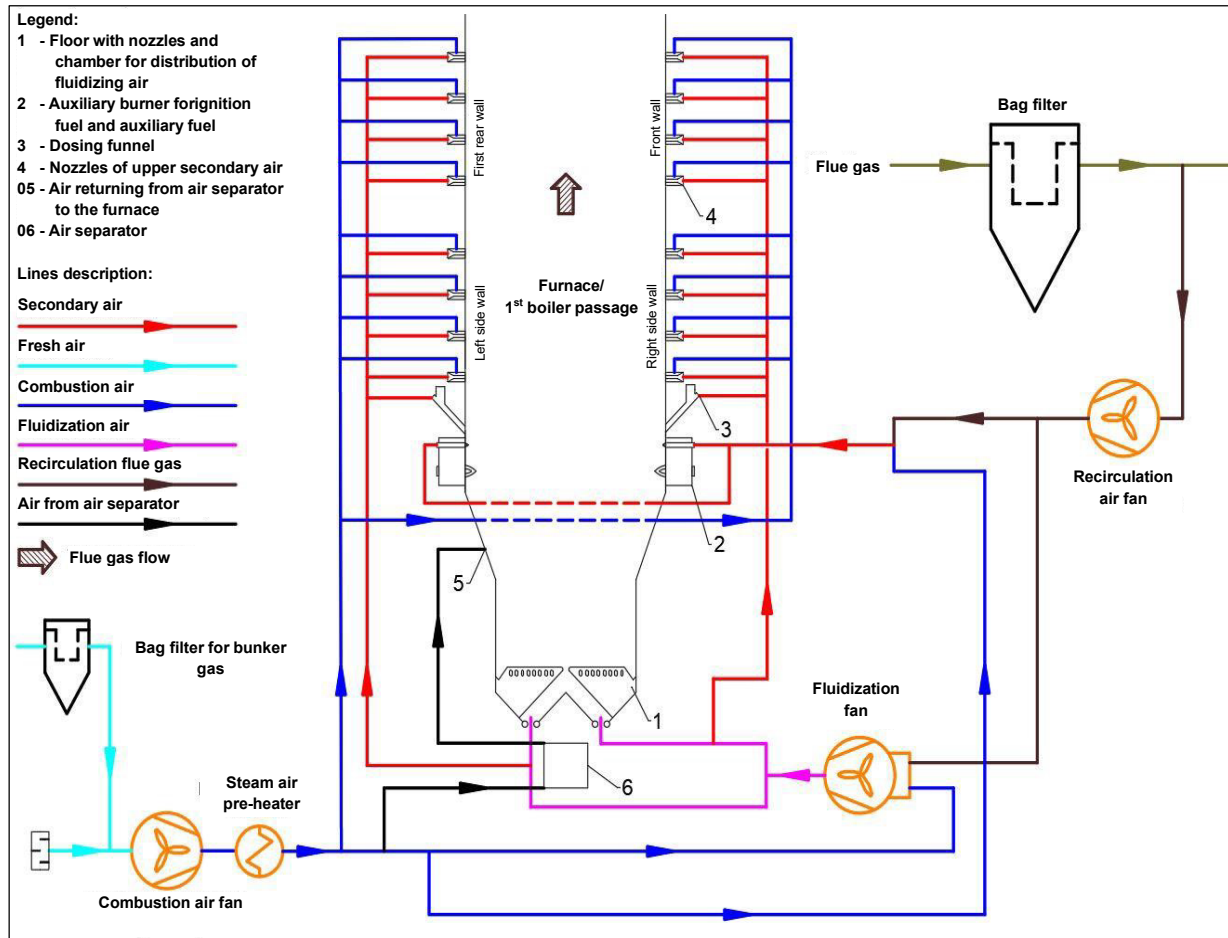 Legend:
1 - Floor with nozzles and
chamber for distribution of
fluidizing air
2 - Auxiliary burner forignition
fuel and auxiliary fuel
3 - Dosing funnel
4 - Nozzles of upper secondary air
05 - Air returning from air separator
to the furnace
06 - Air separator
Lines description:
Secondary air
Fresh air
Combustion air
Fluidization air
Recirculation flue gas
Air from air separator
Flue gas flow
First rear wall
Front wall
4
Left side wall
Furnace/
1st boiler passage
Right side wall
3
2
5
1
6
Bag filter
Flue gas
Recirculation
air fan
Fluidization
fan
Bag filter for bunker
gas
Steam air
pre-heater
Combustion air fan